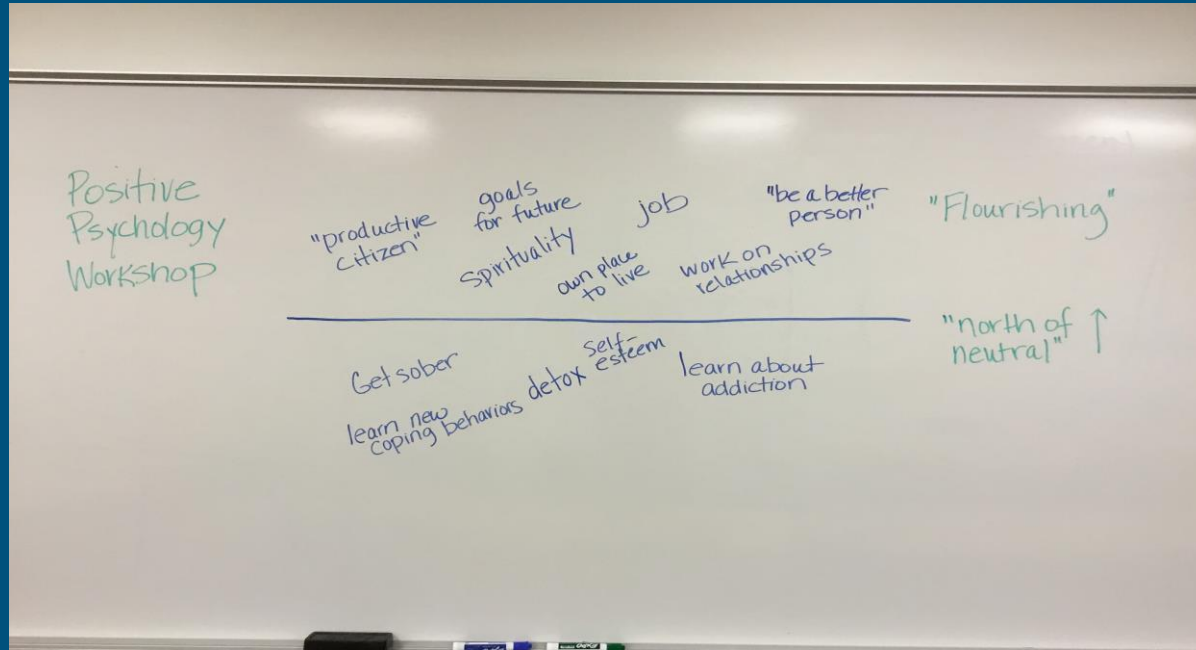 Positive
Psychology
Workshop
"productive
citizen"
goals
for future
Spirituality
job
own place
to live
"be a better
person"
work on
relationships
"Flourishing"
"north of ↑
neutral"
Get sober
learn new
coping behaviors
detox
self-
esteem
learn about
addiction